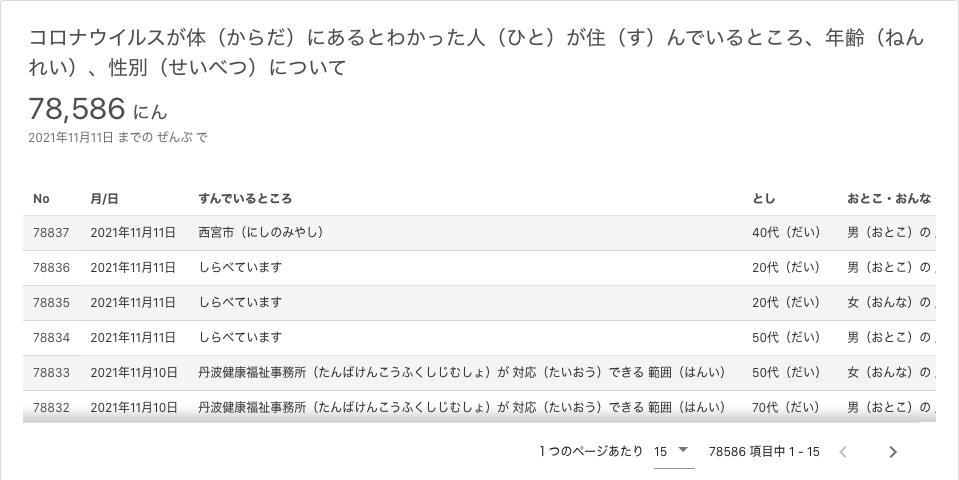 コロナウイルスが体（からだ）にあるとわかった人（ひと）が住（す）んでいるところ、年齢（ねん
れい）、性別（せいべつ）について
78,586 にん
2021年11月11日 までの ぜんぶ で
No 月/日 すんでいるところ とし おとこ・おんな
78837 2021年11月11日 西宮市（にしのみやし） 40代（だい） 男（おとこ）の
78836 2021年11月11日 しらべています 20代（だい） 男（おとこ）の
78835 2021年11月11日 しらべています 20代（だい） 女（おんな）の
78834 2021年11月11日 しらべています 50代（だい） 男（おとこ）の
78833 2021年11月10日 丹波健康福祉事務所（たんばけんこうふくしじむしょ）が 対応（たいおう）できる 範囲（はんい） 50代（だい） 女（おんな）の
78832 2021年11月10日 丹波健康福祉事務所（たんばけんこうふくしじむしょ）が 対応（たいおう）できる 範囲（はんい） 70代（だい） 男（おとこ）の
1 つのページあたり 15 78586 項目中 1 - 15